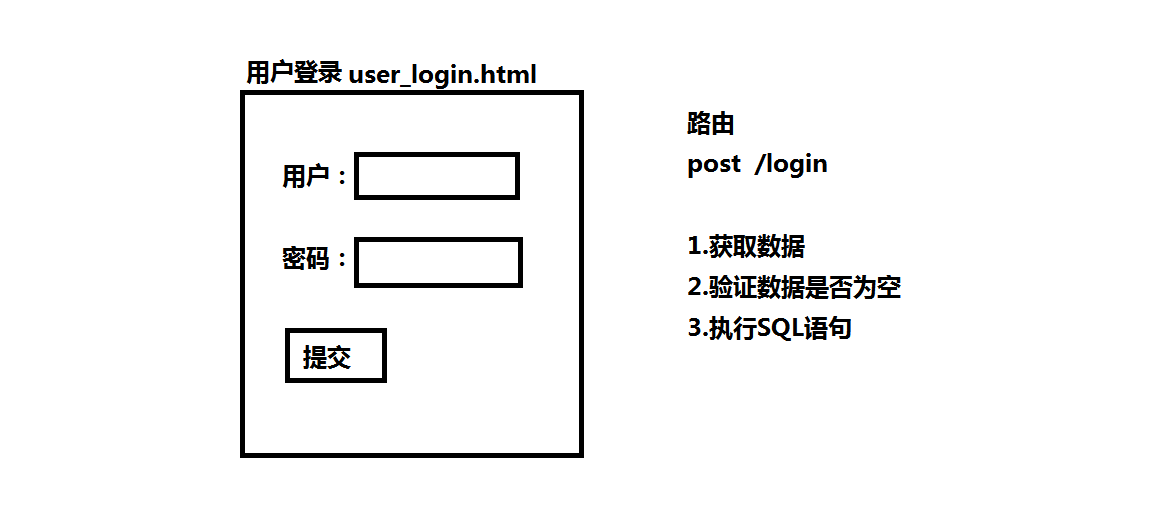 用户登录 user_login.html
用户：
密码：
提交
路由
post /login
1.获取数据
2.验证数据是否为空
3.执行SQL语句